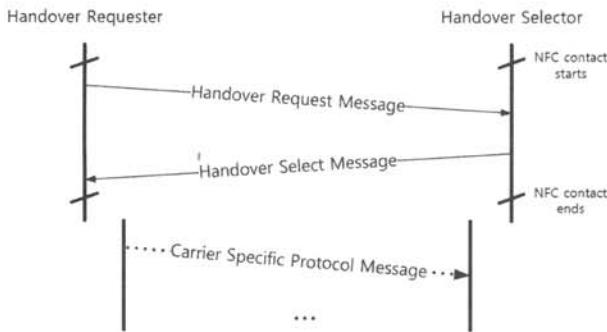 Handover Requester
Handover Selector
NFC contact
starts
Handover Request Message
Handover Select Message
NFC contact
ends
Carrier Specific Protocol Message
...